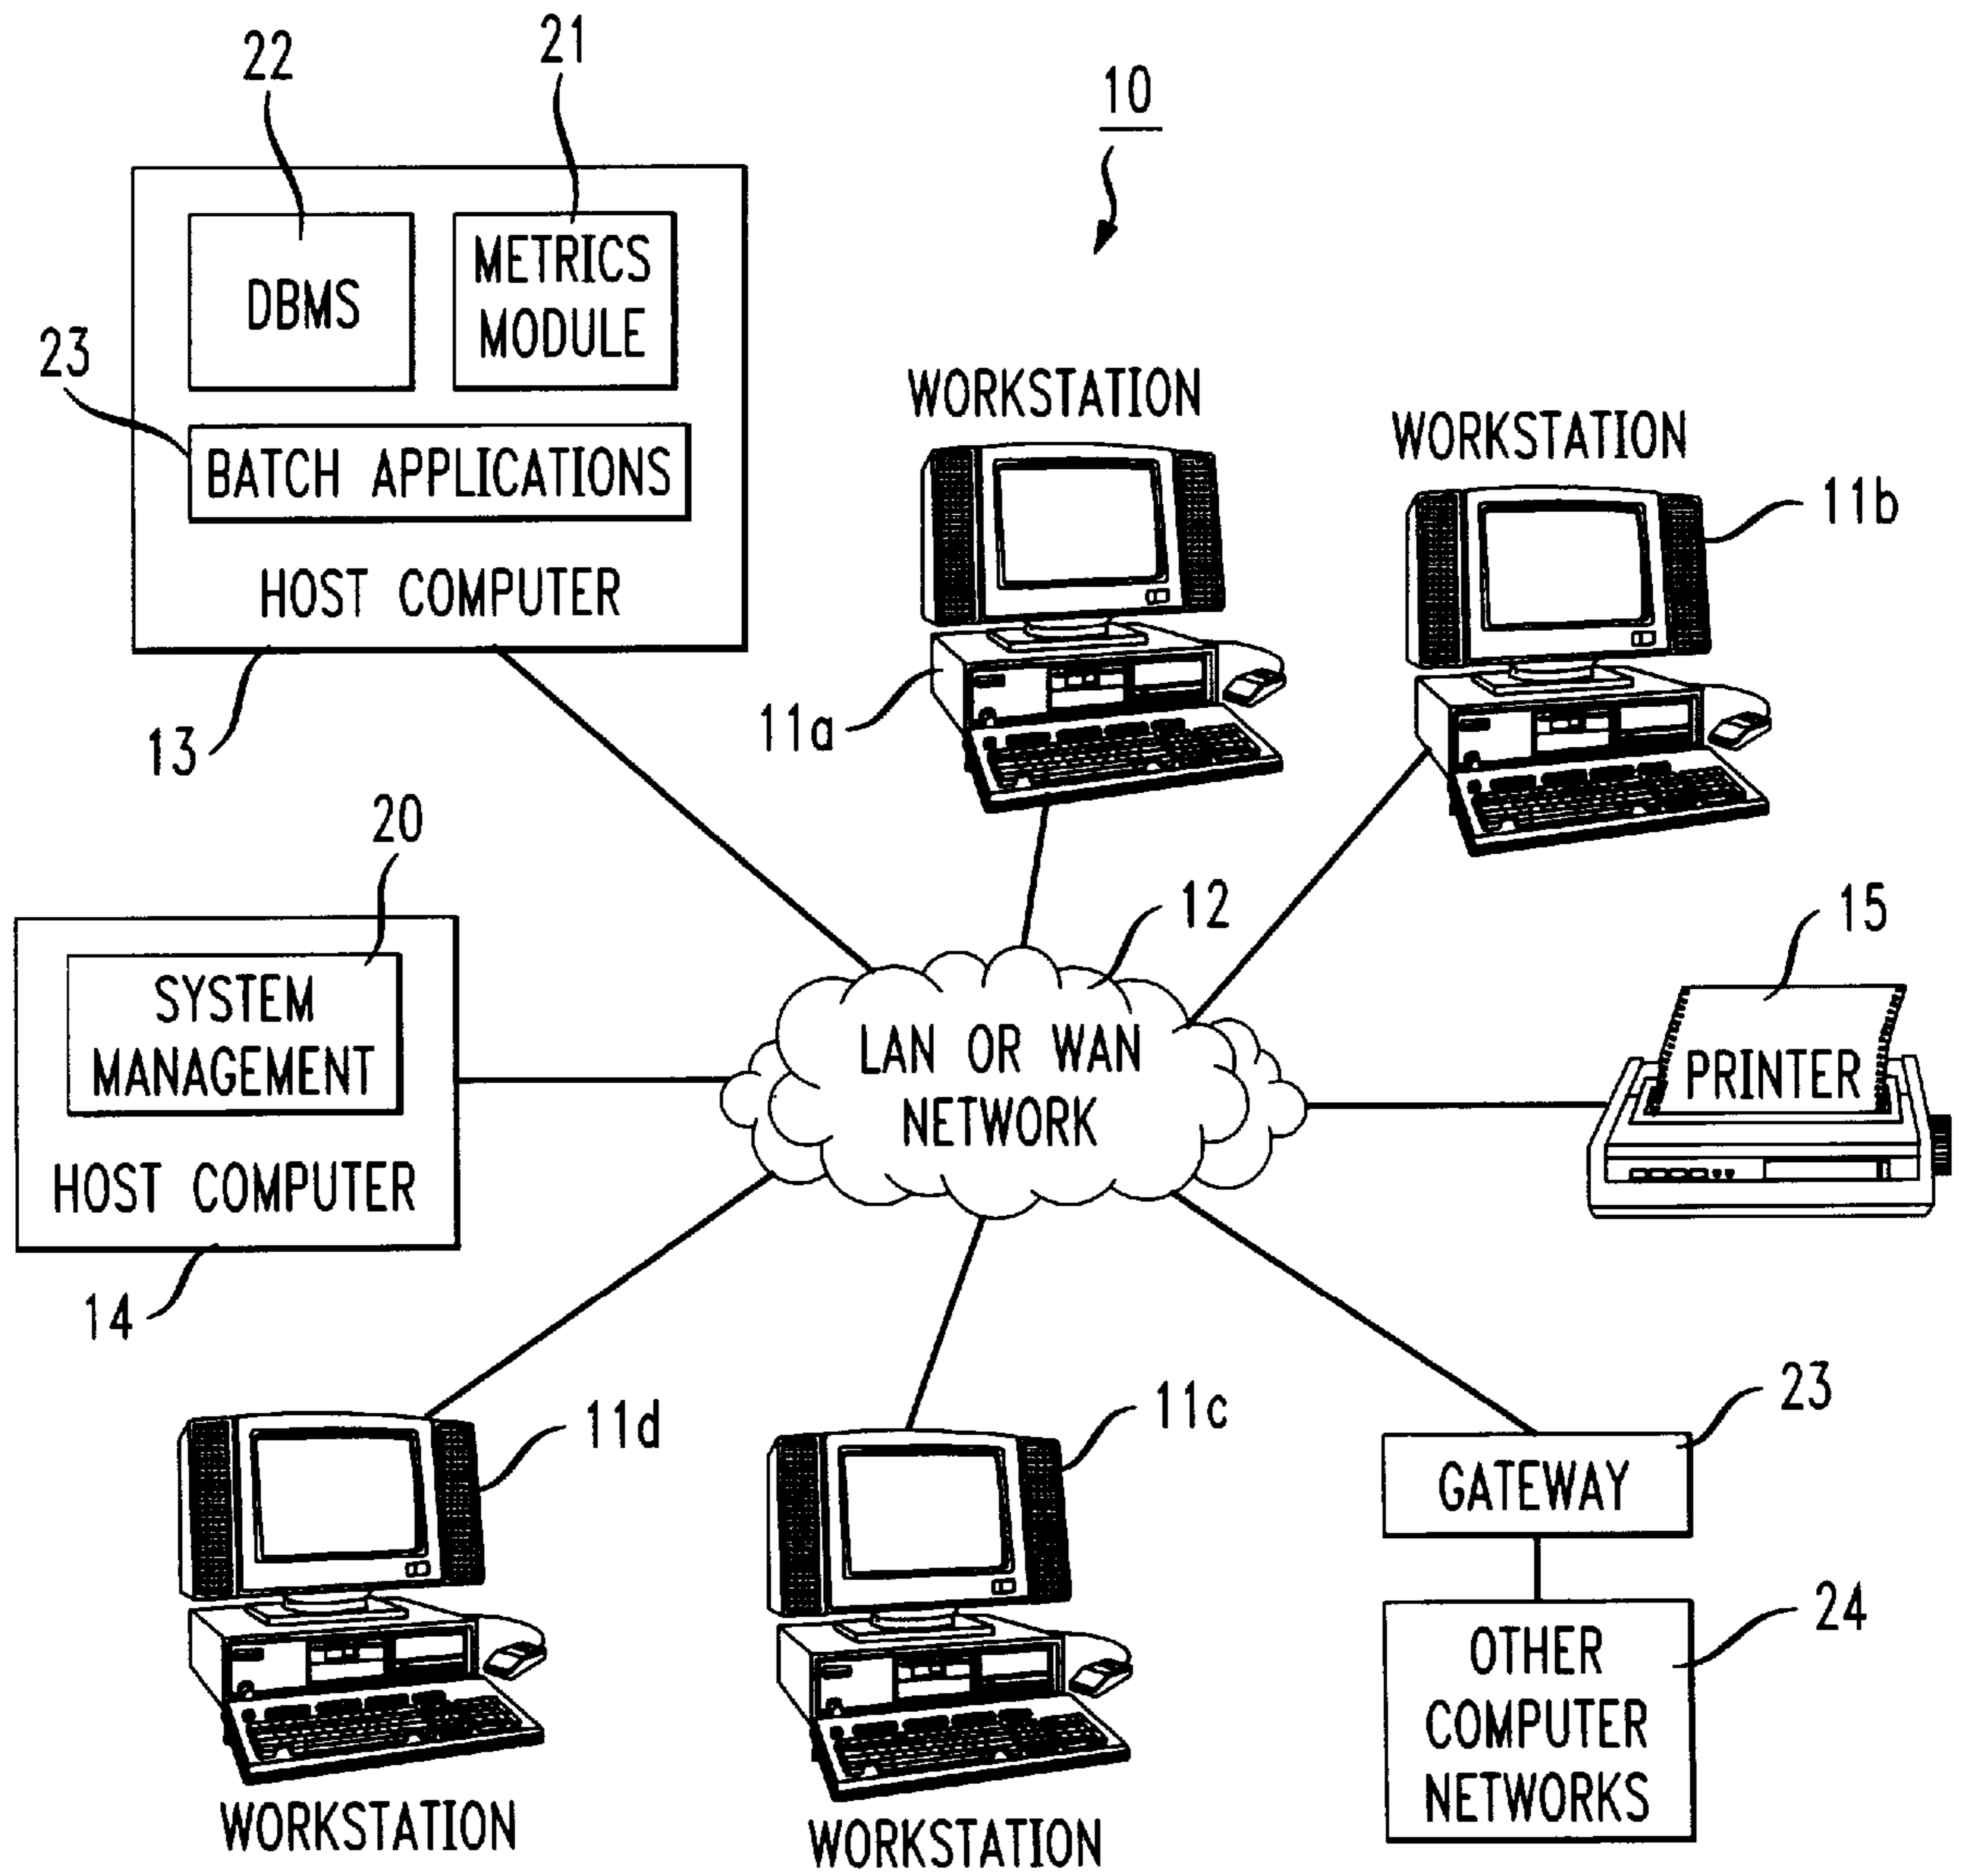 22
21
10
DBMS
METRICS
MODULE
23
BATCH APPLICATIONS
HOST COMPUTER
13
WORKSTATION
11a
WORKSTATION
11b
20
SYSTEM
MANAGEMENT
HOST COMPUTER
14
12
LAN OR WAN
NETWORK
15
PRINTER
11d
WORKSTATION
11c
WORKSTATION
23
GATEWAY
24
OTHER
COMPUTER
NETWORKS